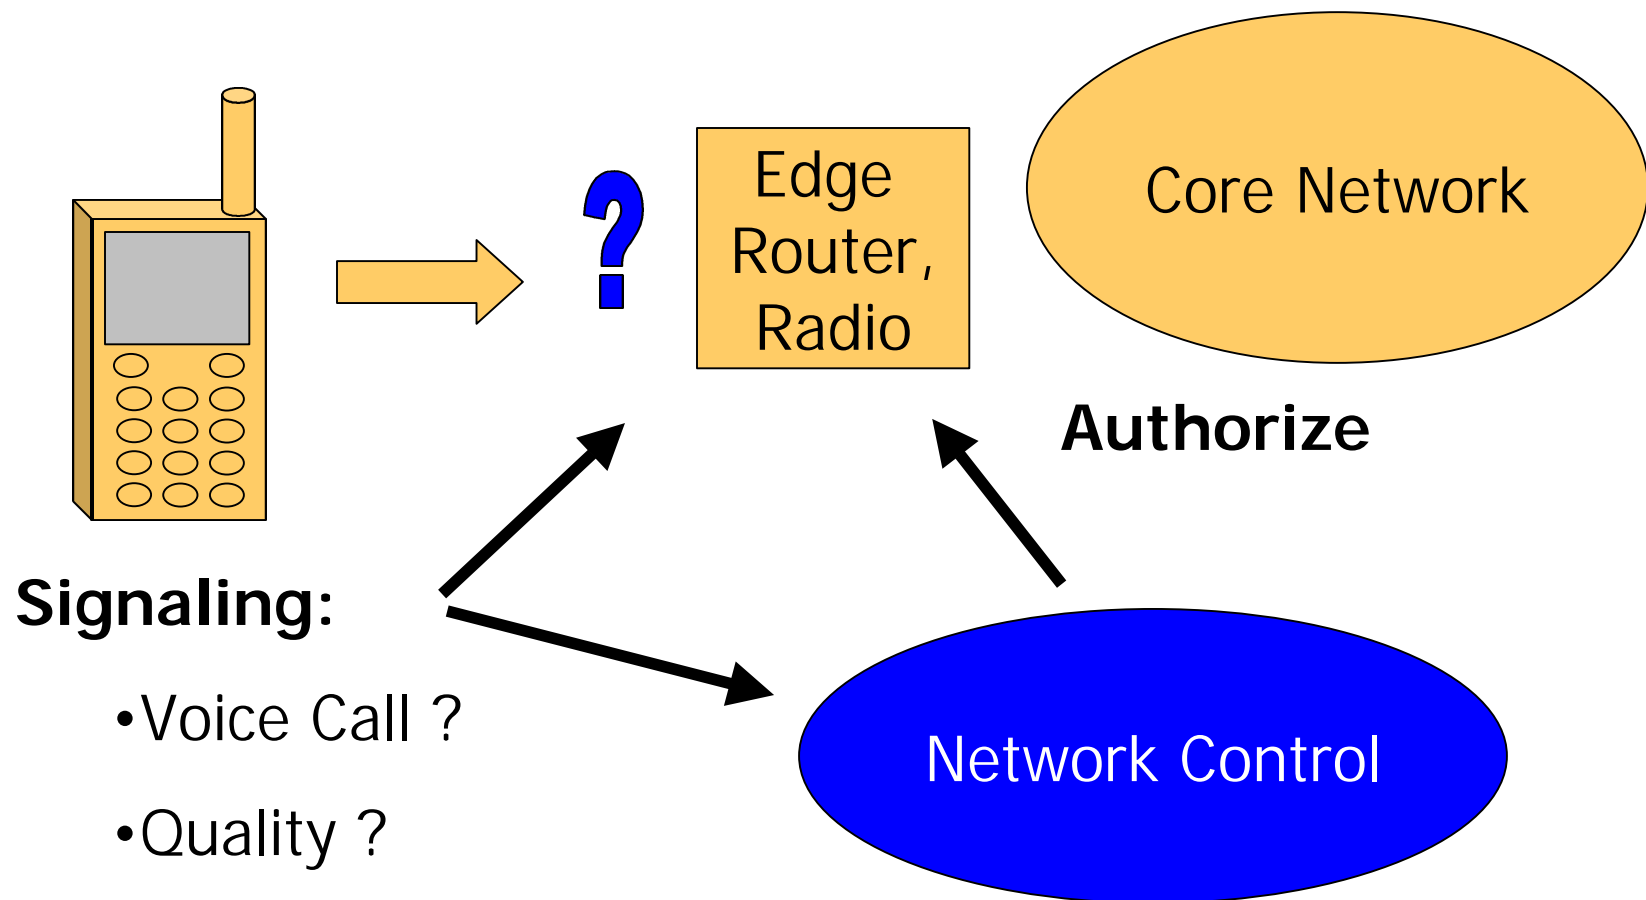 ?
Edge
Router,
Radio
Core Network
Authorize
Signaling:
•Voice Call ?
•Quality ?
Network Control